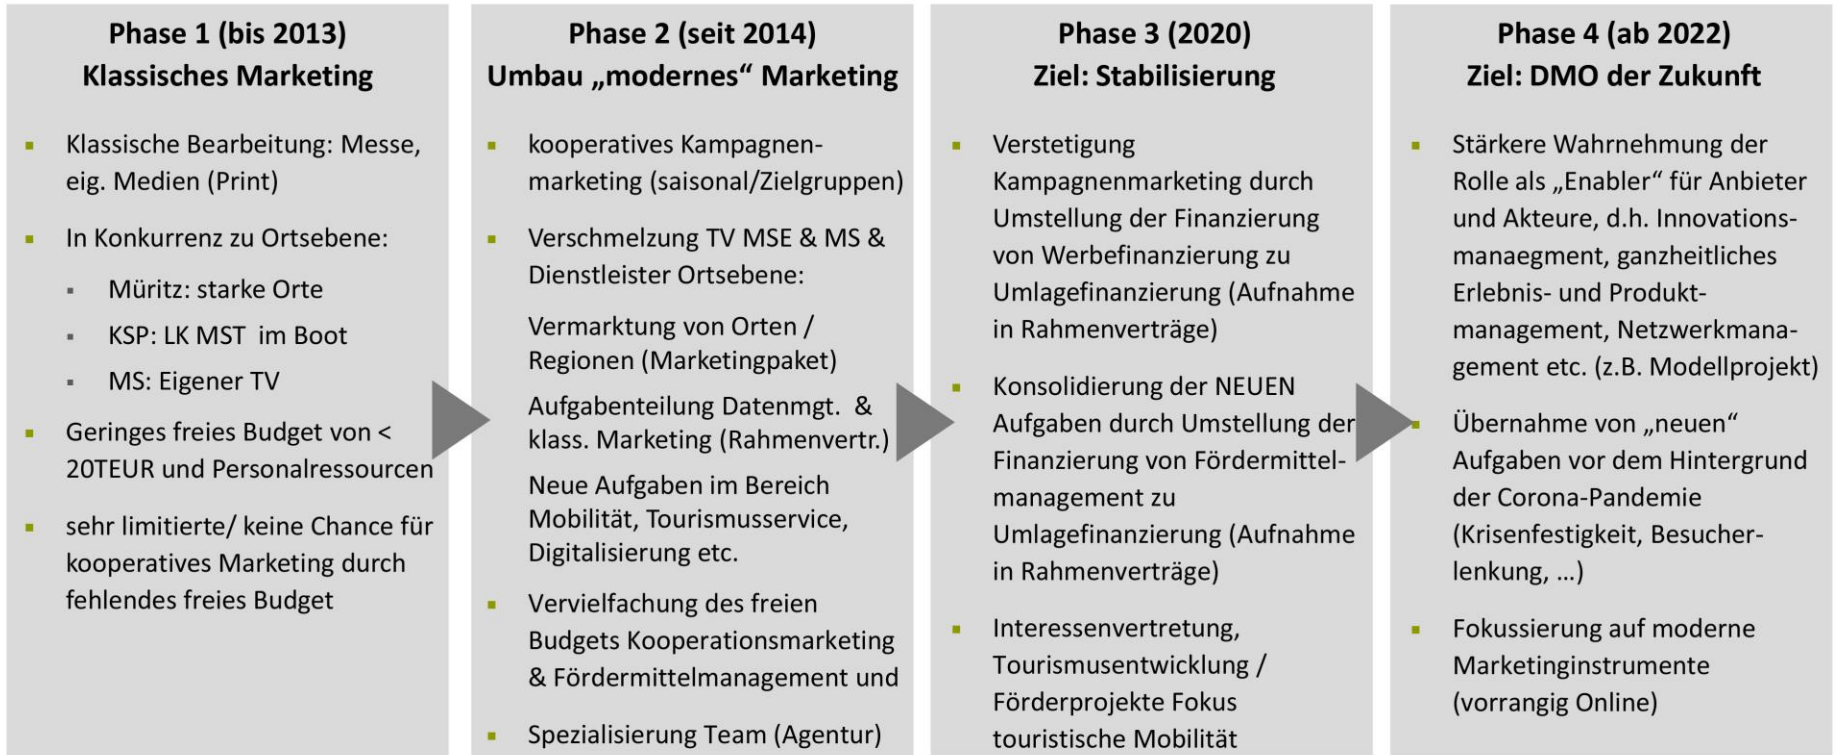 Phase 1 (bis 2013)
Klassisches Marketing
Klassische Bearbeitung: Messe,
eig. Medien (Print)
In Konkurrenz zu Ortsebene:
Müritz: starke Orte
KSP: LK MST im Boot
MS: Eigener TV
Geringes freies Budget von <
20TEUR und Personalressourcen
sehr limitierte/ keine Chance für
kooperatives Marketing durch
fehlendes freies Budget
Phase 2 (seit 2014)
Umbau „modernes“ Marketing
kooperatives Kampagnen-
marketing (saisonal/Zielgruppen)
Verschmelzung TV MSE & MS &
Dienstleister Ortsebene:
Vermarktung von Orten /
Regionen (Marketingpaket)
Aufgabenteilung Datenmgt. &
klass. Marketing (Rahmenvertr.)
Neue Aufgaben im Bereich
Mobilität, Tourismusservice,
Digitalisierung etc.
Vervielfachung des freien
Budgets Kooperationsmarketing
& Fördermittelmanagement und
Spezialisierung Team (Agentur)
Phase 3 (2020)
Ziel: Stabilisierung
Verstetigung
Kampagnenmarketing durch
Umstellung der Finanzierung
von Werbefinanzierung zu
Umlagefinanzierung (Aufnahme
in Rahmenverträge)
Konsolidierung der NEUEN
Aufgaben durch Umstellung der
Finanzierung von Fördermittel-
management zu
Umlagefinanzierung (Aufnahme
in Rahmenverträge)
Interessenvertretung,
Tourismusentwicklung /
Förderprojekte Fokus
touristische Mobilität
Phase 4 (ab 2022)
Ziel: DMO der Zukunft
Stärkere Wahrnehmung der
Rolle als „Enabler“ für Anbieter
und Akteure, d.h. Innovations-
manaegment, ganzheitliches
Erlebnis- und Produkt-
management, Netzwerkmana-
gement etc. (z.B. Modellprojekt)
Übernahme von „neuen“
Aufgaben vor dem Hintergrund
der Corona-Pandemie
(Krisenfestigkeit, Besucher-
lenkung, …)
Fokussierung auf moderne
Marketinginstrumente
(vorrangig Online)